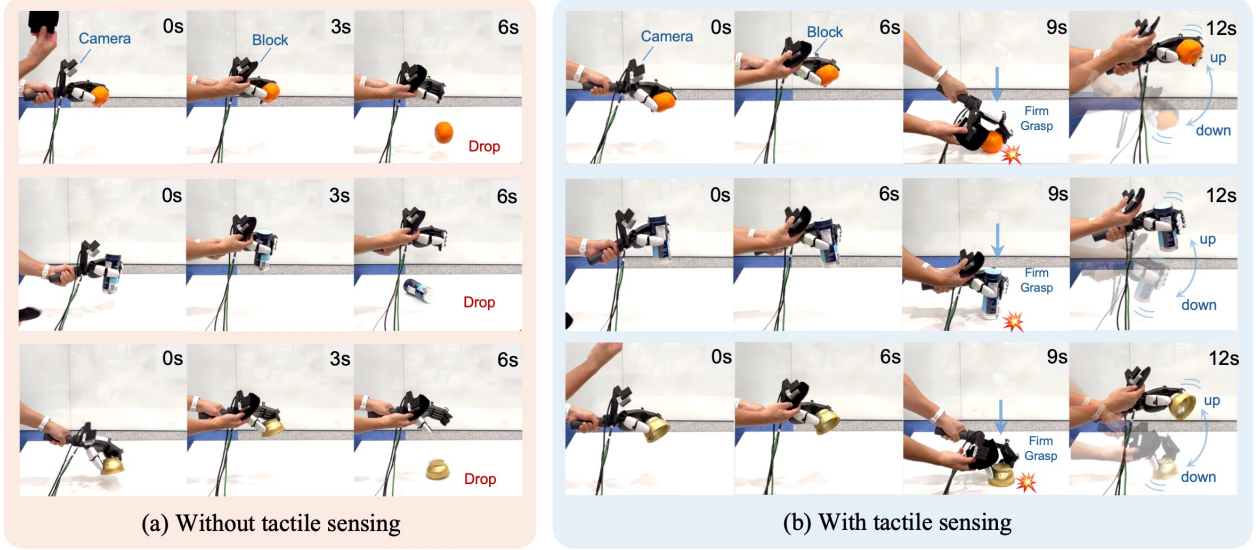 0s
3s
6s
Camera
Block
Drop
0s
3s
6s
Drop
0s
3s
6s
Drop
(a) Without tactile sensing
0s
6s
9s
12s
Camera
Block
Firm
Grasp
up
down
0s
6s
9s
12s
Firm
Grasp
up
down
0s
6s
9s
12s
Firm
Grasp
up
down
(b) With tactile sensing